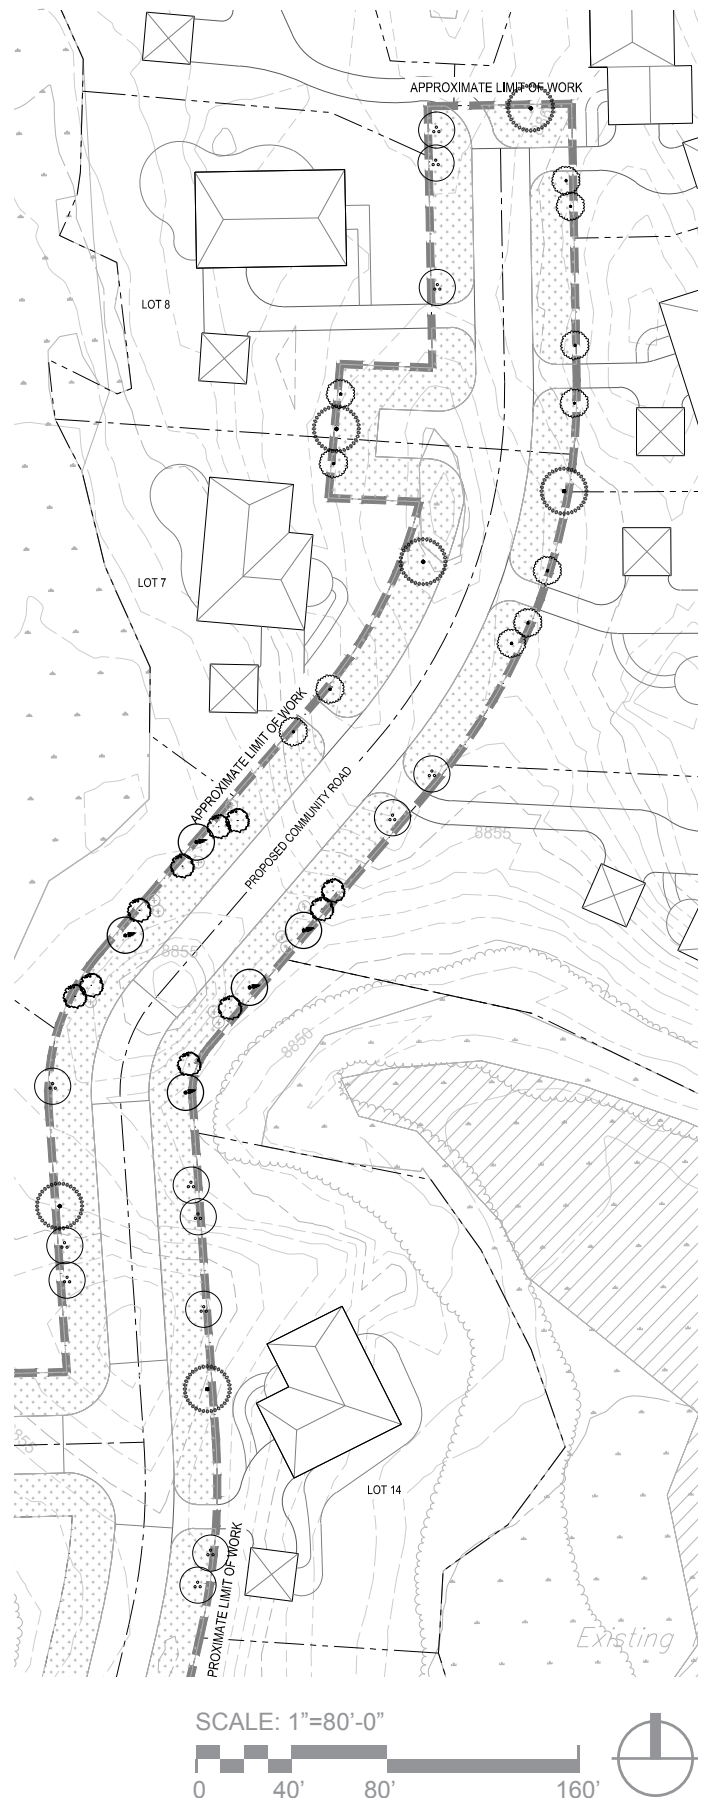 APPROXIMATE LIMIT OF WORK
LOT 8
LOT 7
APPROXIMATE LIMIT OF WORK
PROPOSED COMMUNITY ROAD
8855
8855
8850
855
LOT 14
PROXIMATE LIMIT OF WORK
Existing
SCALE: 1”=80’-0”
0 40’ 80’ 160’